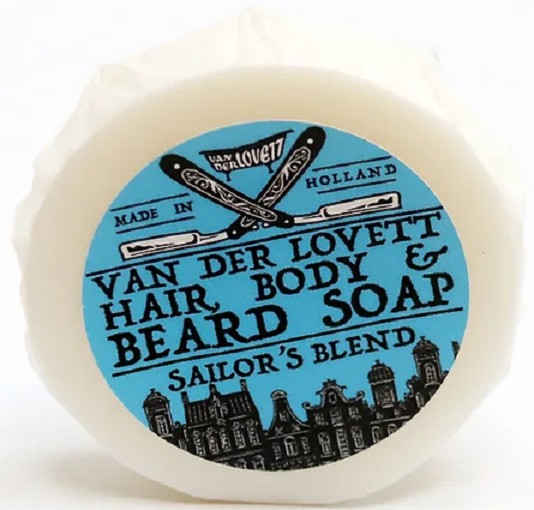 VAN DER LOVETT
MADE IN HOLLAND
VAN DER LOVETT
HAIR, BODY &
BEARD SOAP
SAILOR'S BLEND